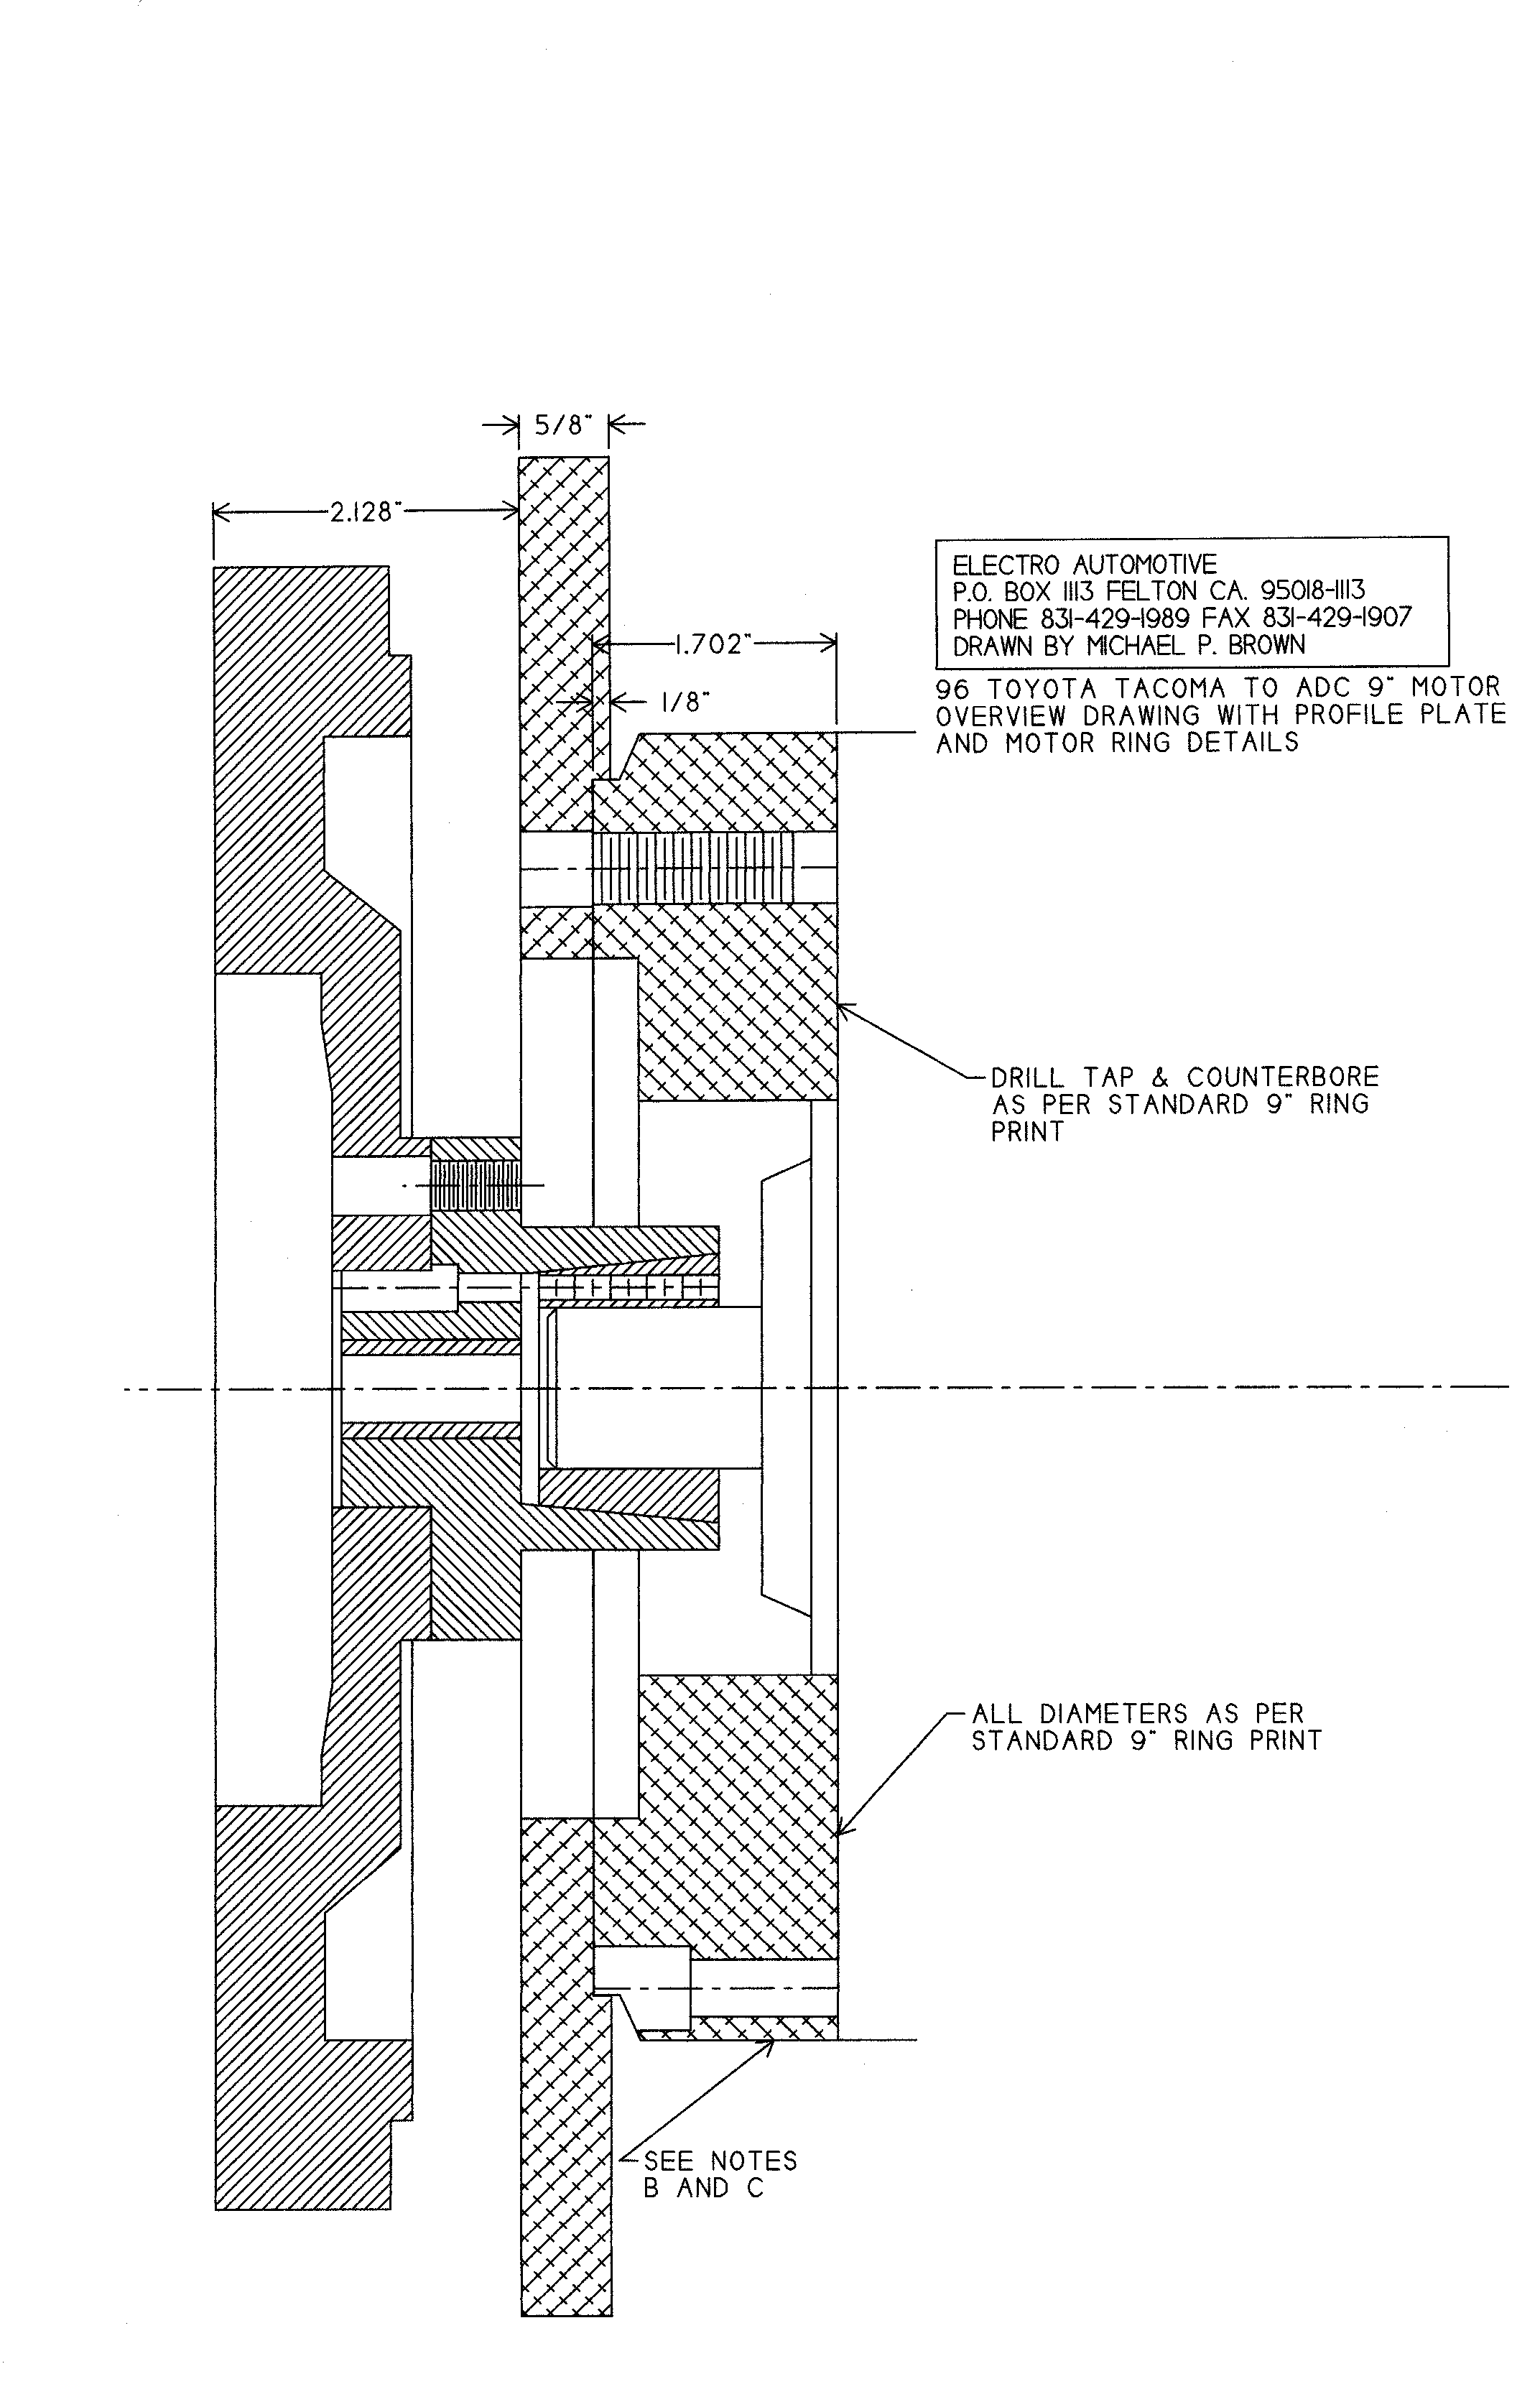 5/8"
2.128"
ELECTRO AUTOMOTIVE
P.O. BOX 1113 FELTON CA. 95018-1113
PHONE 831-429-1989 FAX 831-429-1907
DRAWN BY MICHAEL P. BROWN
1.702"
1/8"
96 TOYOTA TACOMA TO ADC 9" MOTOR
OVERVIEW DRAWING WITH PROFILE PLATE
AND MOTOR RING DETAILS
DRILL TAP & COUNTERBORE
AS PER STANDARD 9" RING
PRINT
ALL DIAMETERS AS PER
STANDARD 9" RING PRINT
SEE NOTES
B AND C